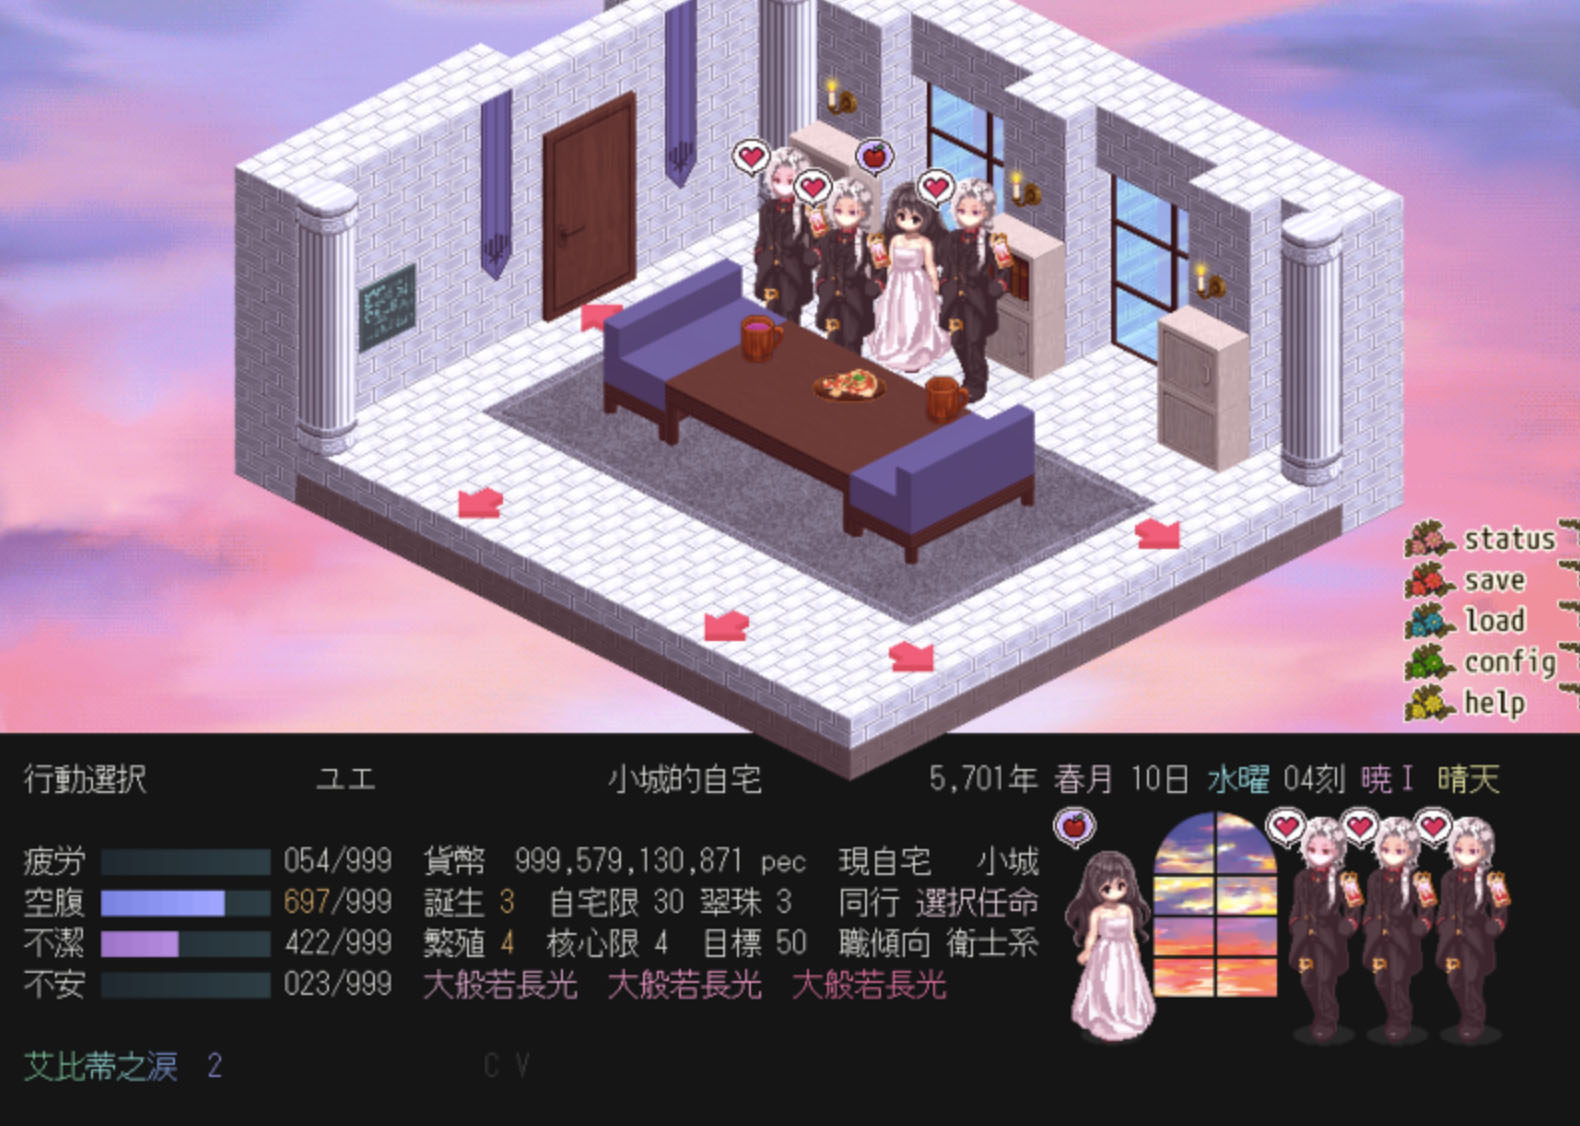 status
save
load
config
help
行動選択 ユエ 小城的自宅 5,701年 春月 10日 水曜 04刻 暁Ⅰ 晴天
疲労 054/999 貨幣 999,579,130,871 pec 現自宅 小城
空腹 697/999 誕生 3 自宅限 30 翠珠 3 同行 選択任命
不潔 422/999 繁殖 4 核心限 4 目標 50 職傾向 衛士系
不安 023/999 大般若長光 大般若長光 大般若長光
艾比蒂之涙 2 C V